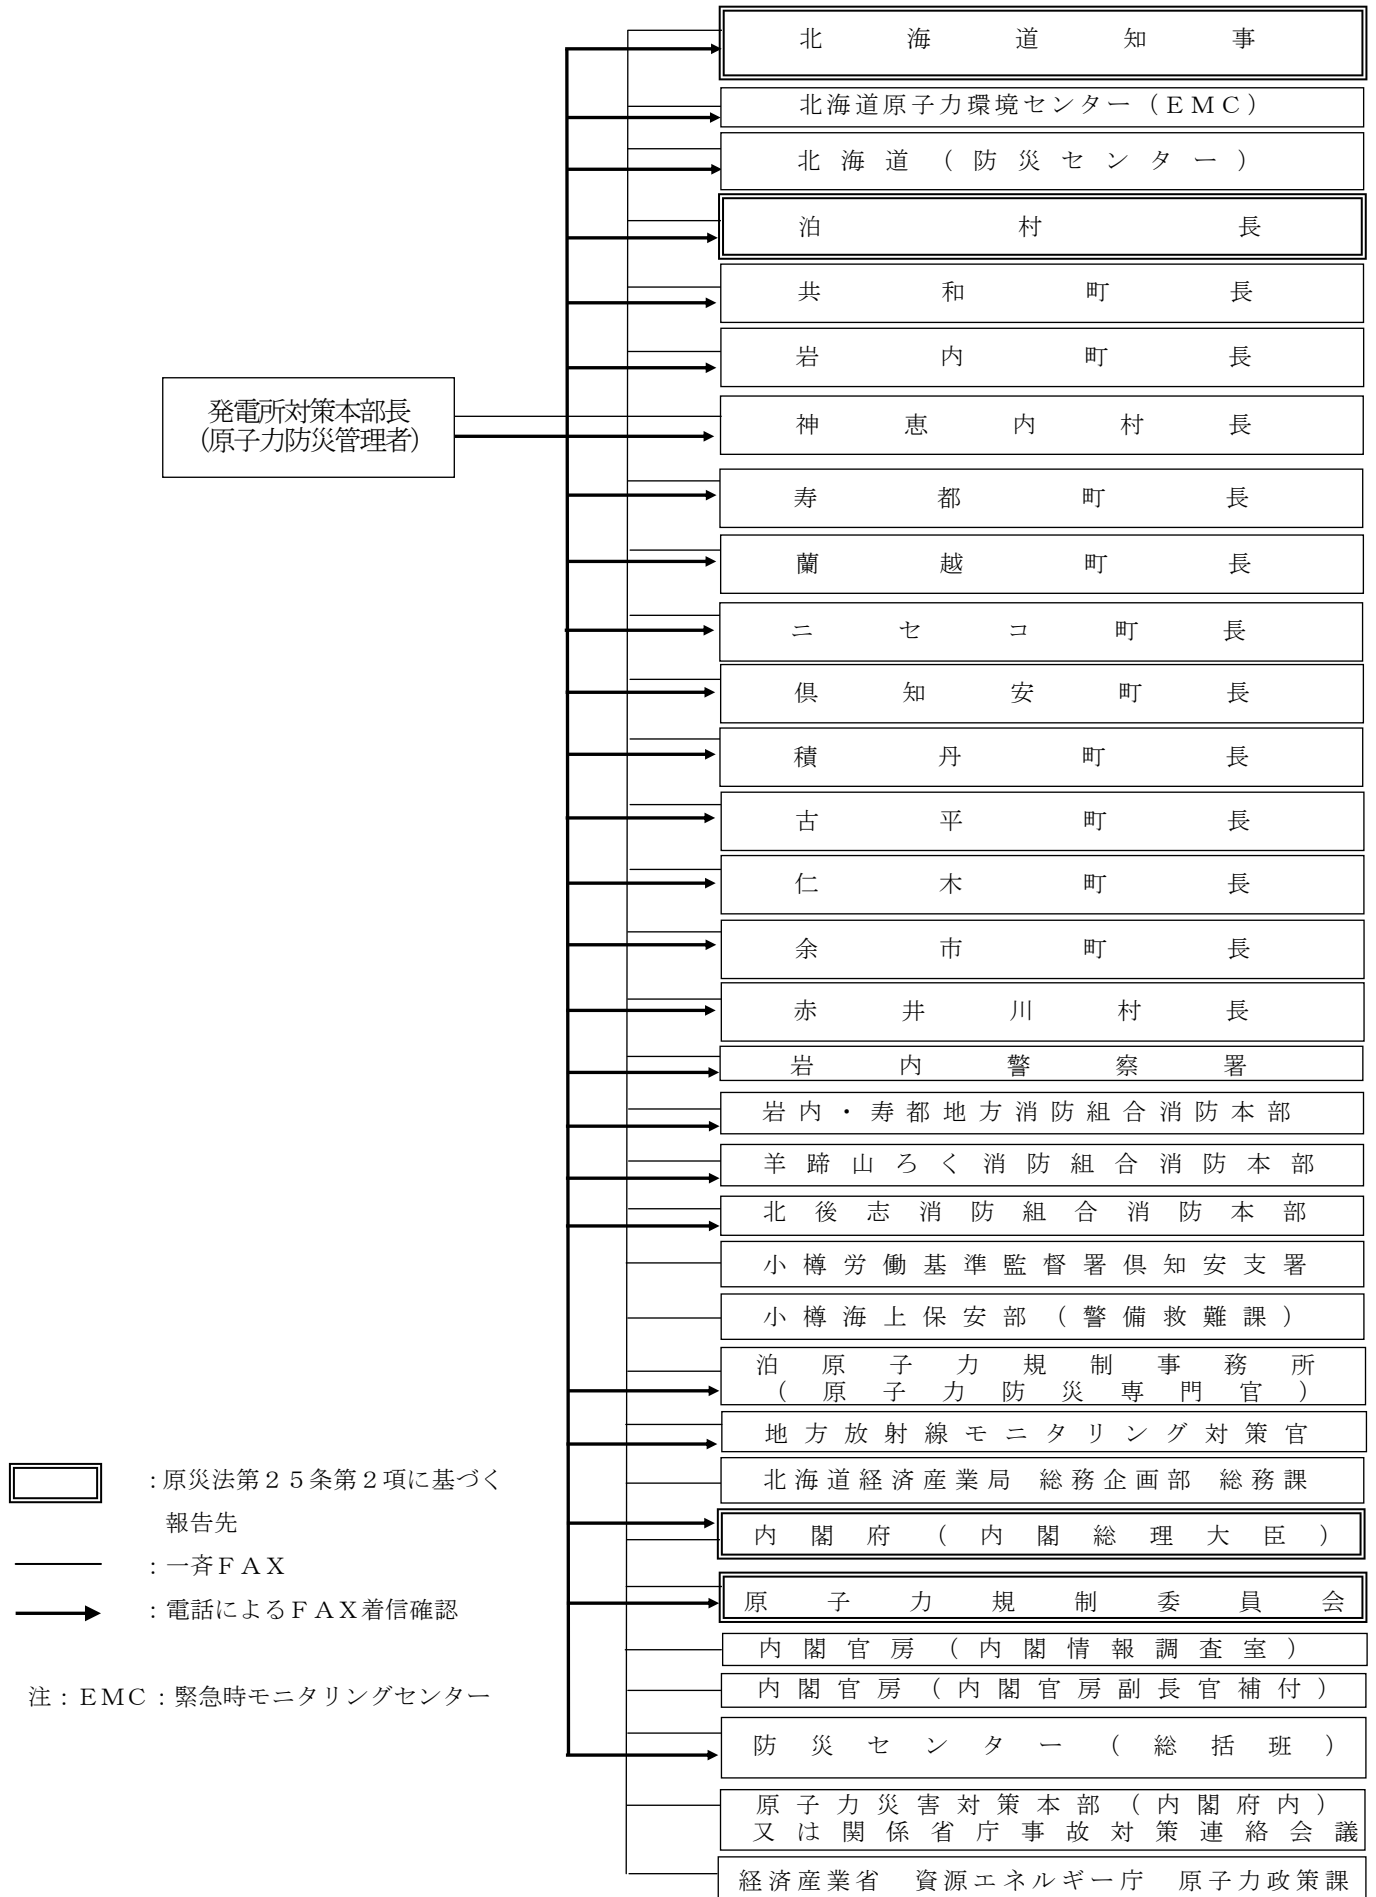 北海道知事
北海道原子力環境センター（ＥＭＣ）
北海道（防災センター）
泊村長
共和町長
岩内町長
発電所対策本部長
(原子力防災管理者)
神恵内村長
寿都町長
蘭越町長
ニセコ町長
倶知安町長
積丹町長
古平町長
仁木町長
余市町長
赤井川村長
岩内警察署
岩内・寿都地方消防組合消防本部
羊蹄山ろく消防組合消防本部
北後志消防組合消防本部
小樽労働基準監督署倶知安支署
小樽海上保安部（警備救難課）
泊原子力規制事務所
（原子力防災専門官）
地方放射線モニタリング対策官
北海道経済産業局 総務企画部 総務課
内閣府（内閣総理大臣）
原子力規制委員会
内閣官房（内閣情報調査室）
内閣官房（内閣官房副長官補付）
防災センター（総括班）
原子力災害対策本部（内閣府内）
又は関係省庁事故対策連絡会議
経済産業省　資源エネルギー庁　原子力政策課
：原災法第２５条第２項に基づく
報告先
：一斉ＦＡＸ
：電話によるＦＡＸ着信確認
注：ＥＭＣ：緊急時モニタリングセンター